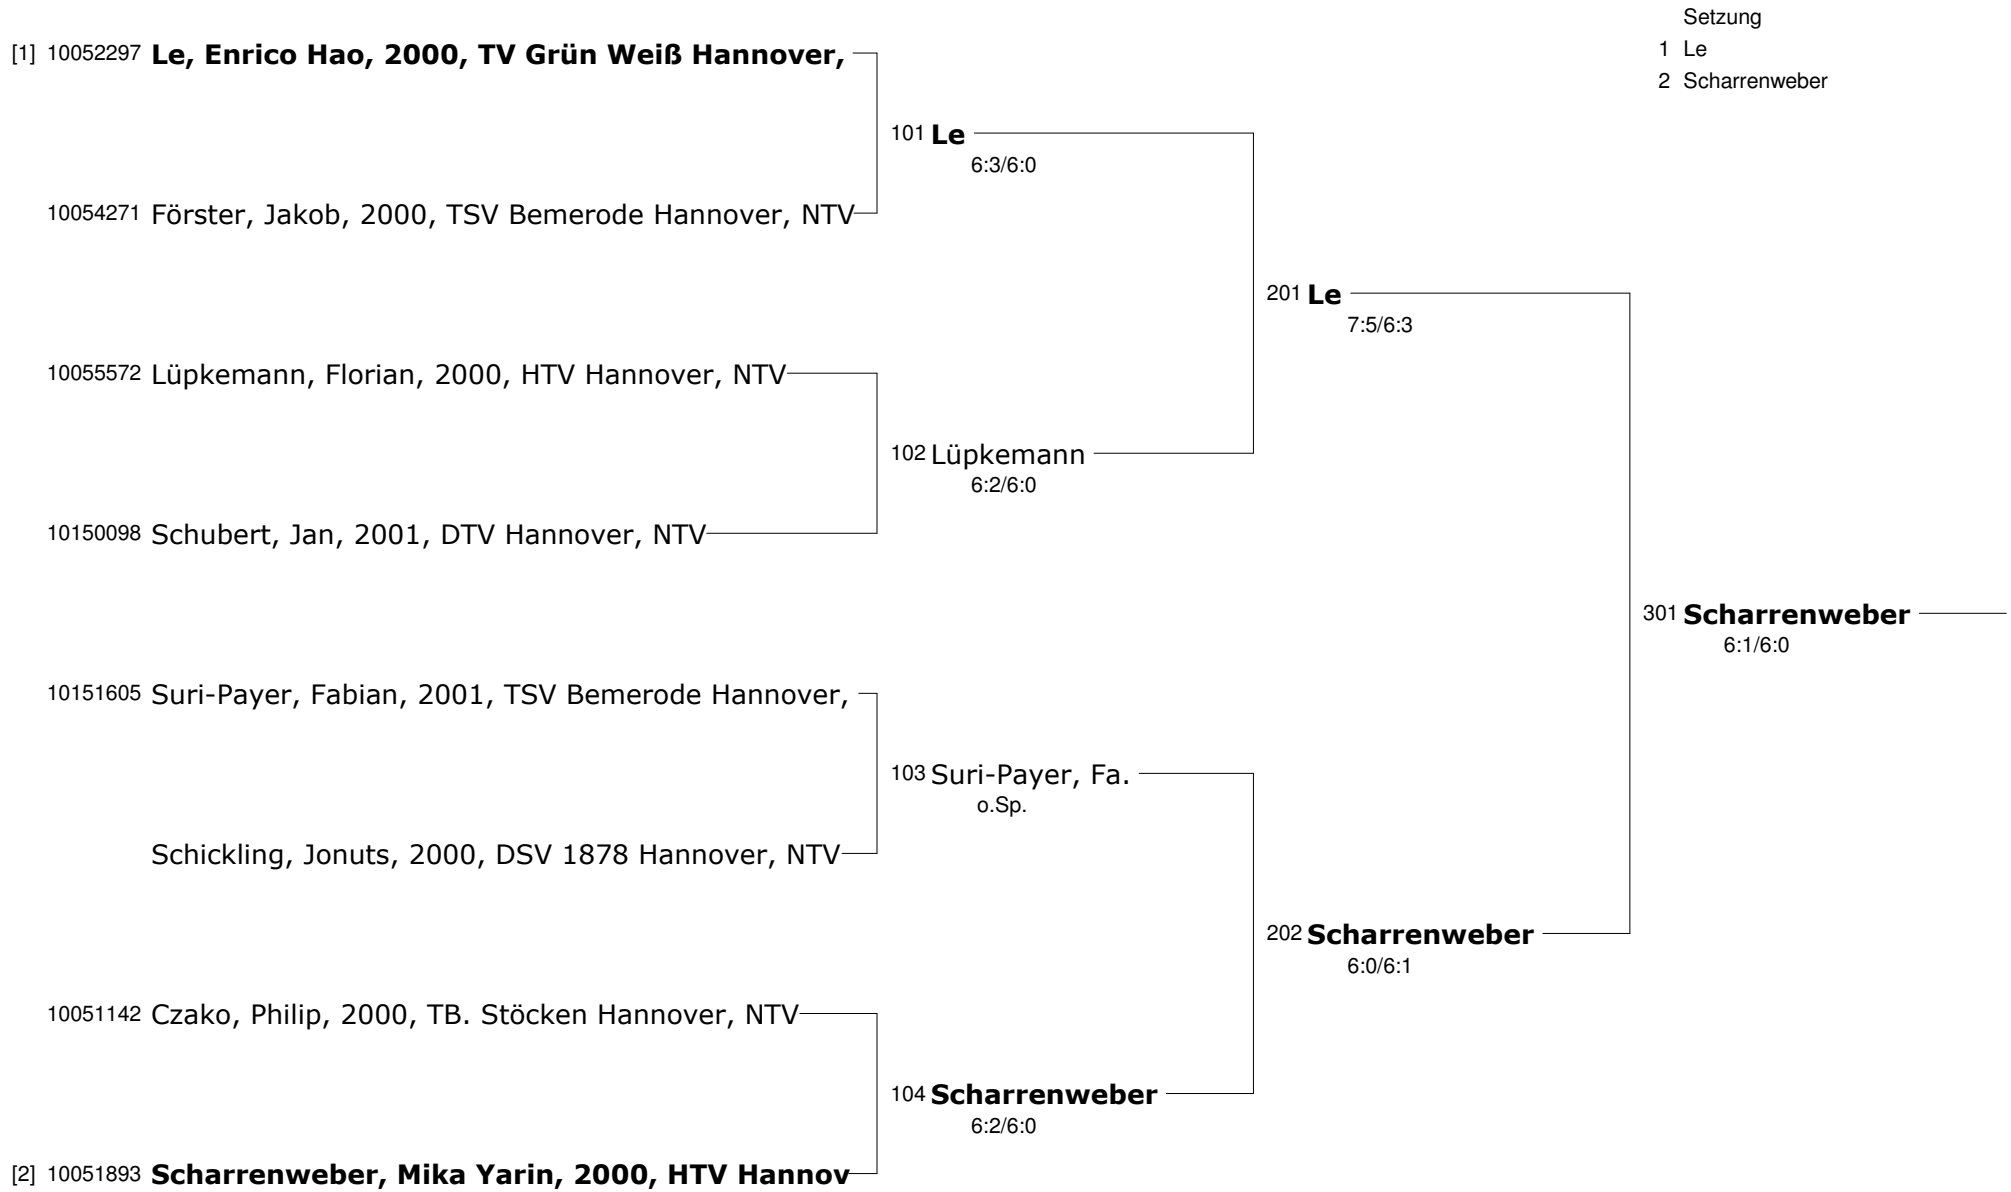 Setzung
1 Le
2 Scharrenweber
[1] 10052297 Le, Enrico Hao, 2000, TV Grün Weiß Hannover,
101 Le
6:3/6:0
10054271 Förster, Jakob, 2000, TSV Bemerode Hannover, NTV
201 Le
7:5/6:3
10055572 Lüpkemann, Florian, 2000, HTV Hannover, NTV
102 Lüpkemann
6:2/6:0
10150098 Schubert, Jan, 2001, DTV Hannover, NTV
301 Scharrenweber
6:1/6:0
10151605 Suri-Payer, Fabian, 2001, TSV Bemerode Hannover,
103 Suri-Payer, Fa.
o.Sp.
Schickling, Jonuts, 2000, DSV 1878 Hannover, NTV
202 Scharrenweber
6:0/6:1
10051142 Czako, Philip, 2000, TB. Stöcken Hannover, NTV
104 Scharrenweber
6:2/6:0
[2] 10051893 Scharrenweber, Mika Yarin, 2000, HTV Hannov